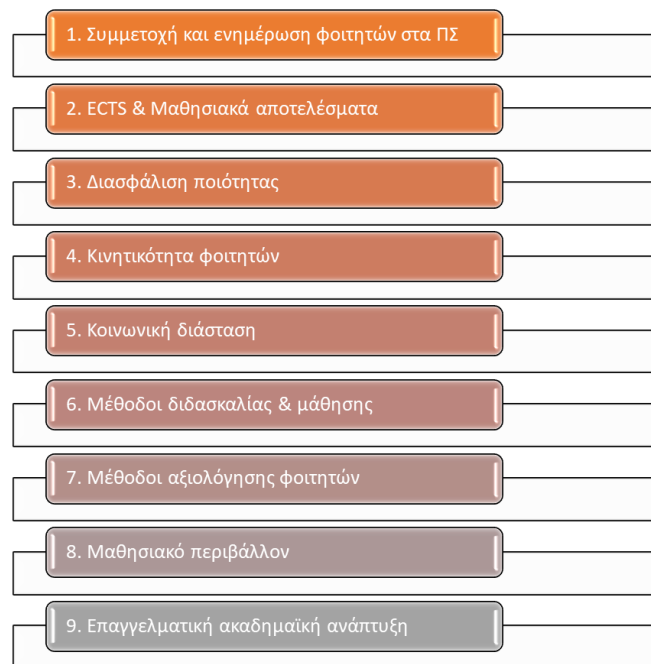 1. Συμμετοχή και ενημέρωση φοιτητών στα ΠΣ
2. ECTS & Μαθησιακά αποτελέσματα
3. Διασφάλιση ποιότητας
4. Κινητικότητα φοιτητών
5. Κοινωνική διάσταση
6. Μέθοδοι διδασκαλίας & μάθησης
7. Μέθοδοι αξιολόγησης φοιτητών
8. Μαθησιακό περιβάλλον
9. Επαγγελματική ακαδημαϊκή ανάπτυξη